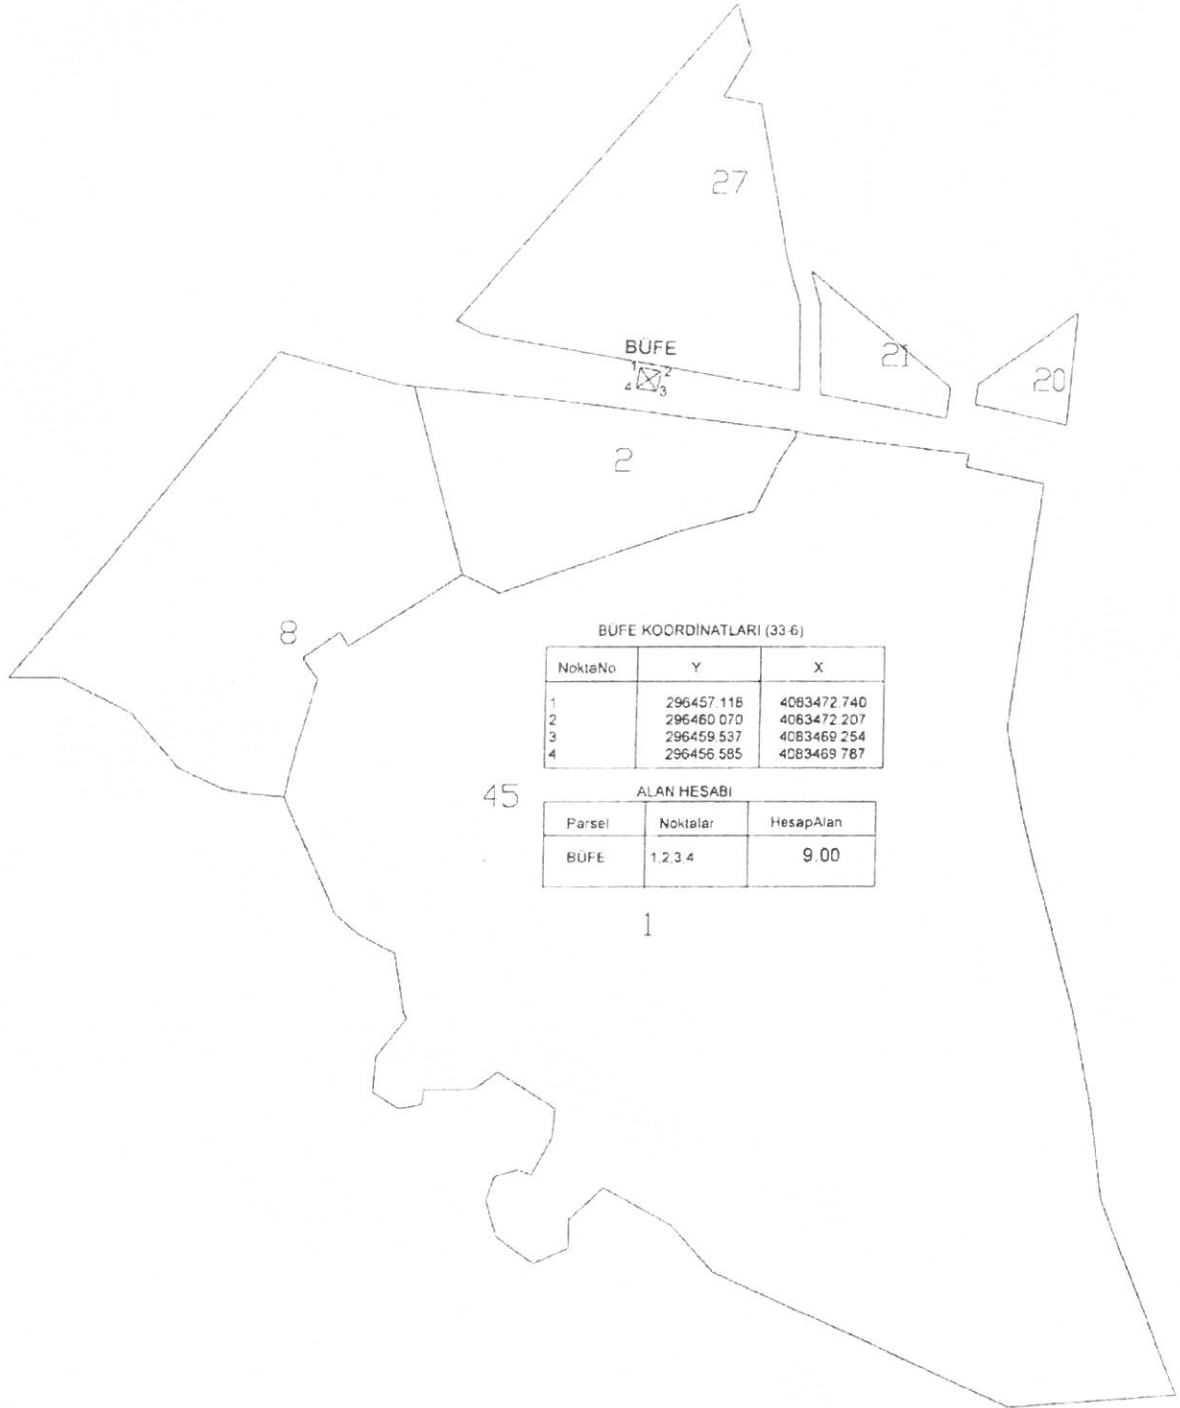 27
21
20
BÜFE
1 2
4 3
2
8
BÜFE KOORDİNATLARI (33-6)
NoktaNo Y X
1 296457.118 4083472.740
2 296460.070 4083472.207
3 296459.537 4083469.254
4 296456.585 4083469.787
45
ALAN HESABI
Parsel Noktalar HesapAlan
BÜFE 1,2,3,4 9.00
1